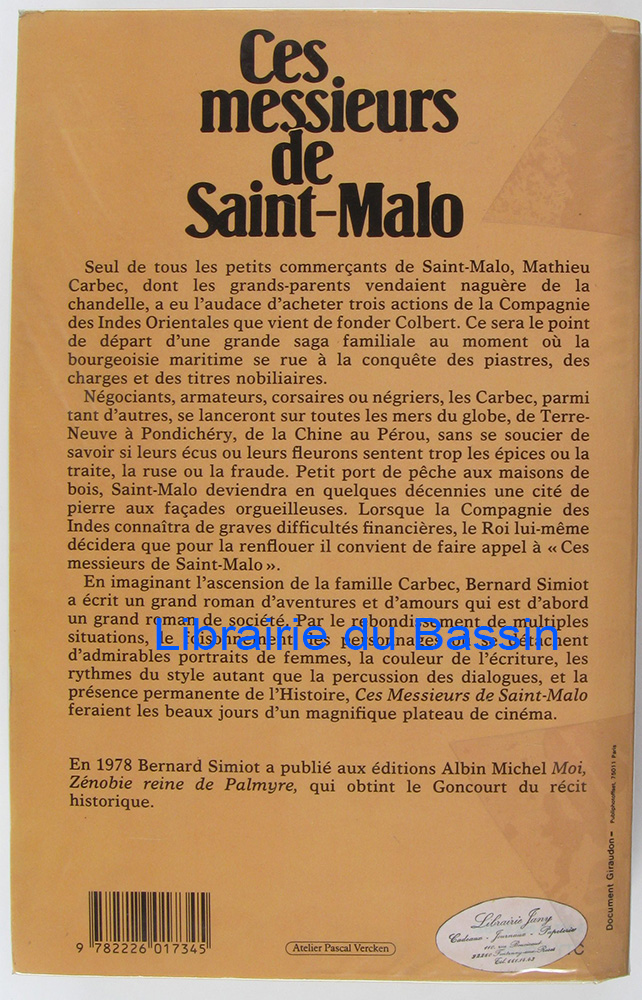 Ces
messieurs
de
Saint-Malo
Seul de tous les petits commerçants de Saint-Malo, Mathieu
Carbec, dont les grands-parents vendaient naguère de la
chandelle, a eu l'audace d'acheter trois actions de la Compagnie
des Indes Orientales que vient de fonder Colbert. Ce sera le point
de départ d'une grande saga familiale au moment où la
bourgeoisie maritime se rue à la conquête des piastres, des
charges et des titres nobiliaires.
Négociants, armateurs, corsaires ou négriers, les Carbec, parmi
tant d'autres, se lanceront sur toutes les mers du globe, de Terre-
Neuve à Pondichéry, de la Chine au Pérou, sans se soucier de
savoir si leurs écus ou leurs fleurons sentent trop les épices ou la
traite, la ruse ou la fraude. Petit port de pêche aux maisons de
bois, Saint-Malo deviendra en quelques décennies une cité de
pierre aux façades orgueilleuses. Lorsque la Compagnie des
Indes connaîtra de graves difficultés financières, le Roi lui-même
décidera que pour la renflouer il convient de faire appel à « Ces
messieurs de Saint-Malo ».
En imaginant l'ascension de la famille Carbec, Bernard Simiot
a écrit un grand roman d'aventures et d'amours qui est d'abord
un grand roman de société. Par le rebondissement de multiples
situations, le foisonnement des personnages où se détachent
d'admirables portraits de femmes, la couleur de l'écriture, les
rythmes du style autant que la percussion des dialogues, et la
présence permanente de l'Histoire, Ces Messieurs de Saint-Malo
feraient les beaux jours d'un magnifique plateau de cinéma.
Librairie du Bassin
En 1978 Bernard Simiot a publié aux éditions Albin Michel Moi,
Zénobie reine de Palmyre, qui obtint le Goncourt du récit
historique.
Document Giraudon - Publiphotoffset, 75011 Paris
9 782226 017345
Atelier Pascal Vercken
Librairie Jany
Cadeaux - Journaux - Papeterie